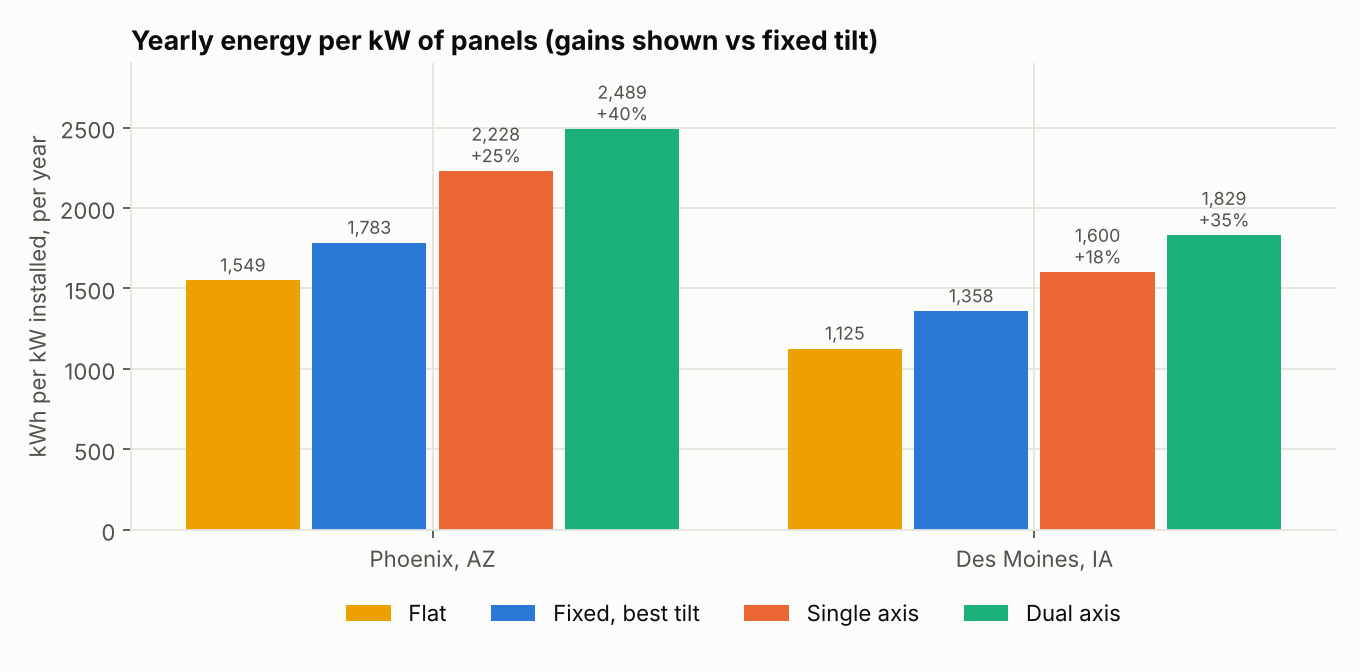 Yearly energy per kW of panels (gains shown vs fixed tilt)
kWh per kW installed, per year
2500
2000
1500
1000
500
0
1,549
1,783
2,228
+25%
2,489
+40%
1,125
1,358
1,600
+18%
1,829
+35%
Phoenix, AZ
Des Moines, IA
Flat
Fixed, best tilt
Single axis
Dual axis